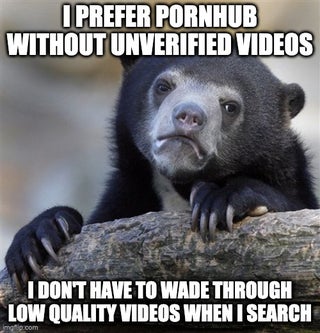 I PREFER PORNHUB
WITHOUT UNVERIFIED VIDEOS
I DON'T HAVE TO WADE THROUGH
LOW QUALITY VIDEOS WHEN I SEARCH
imgflip.com